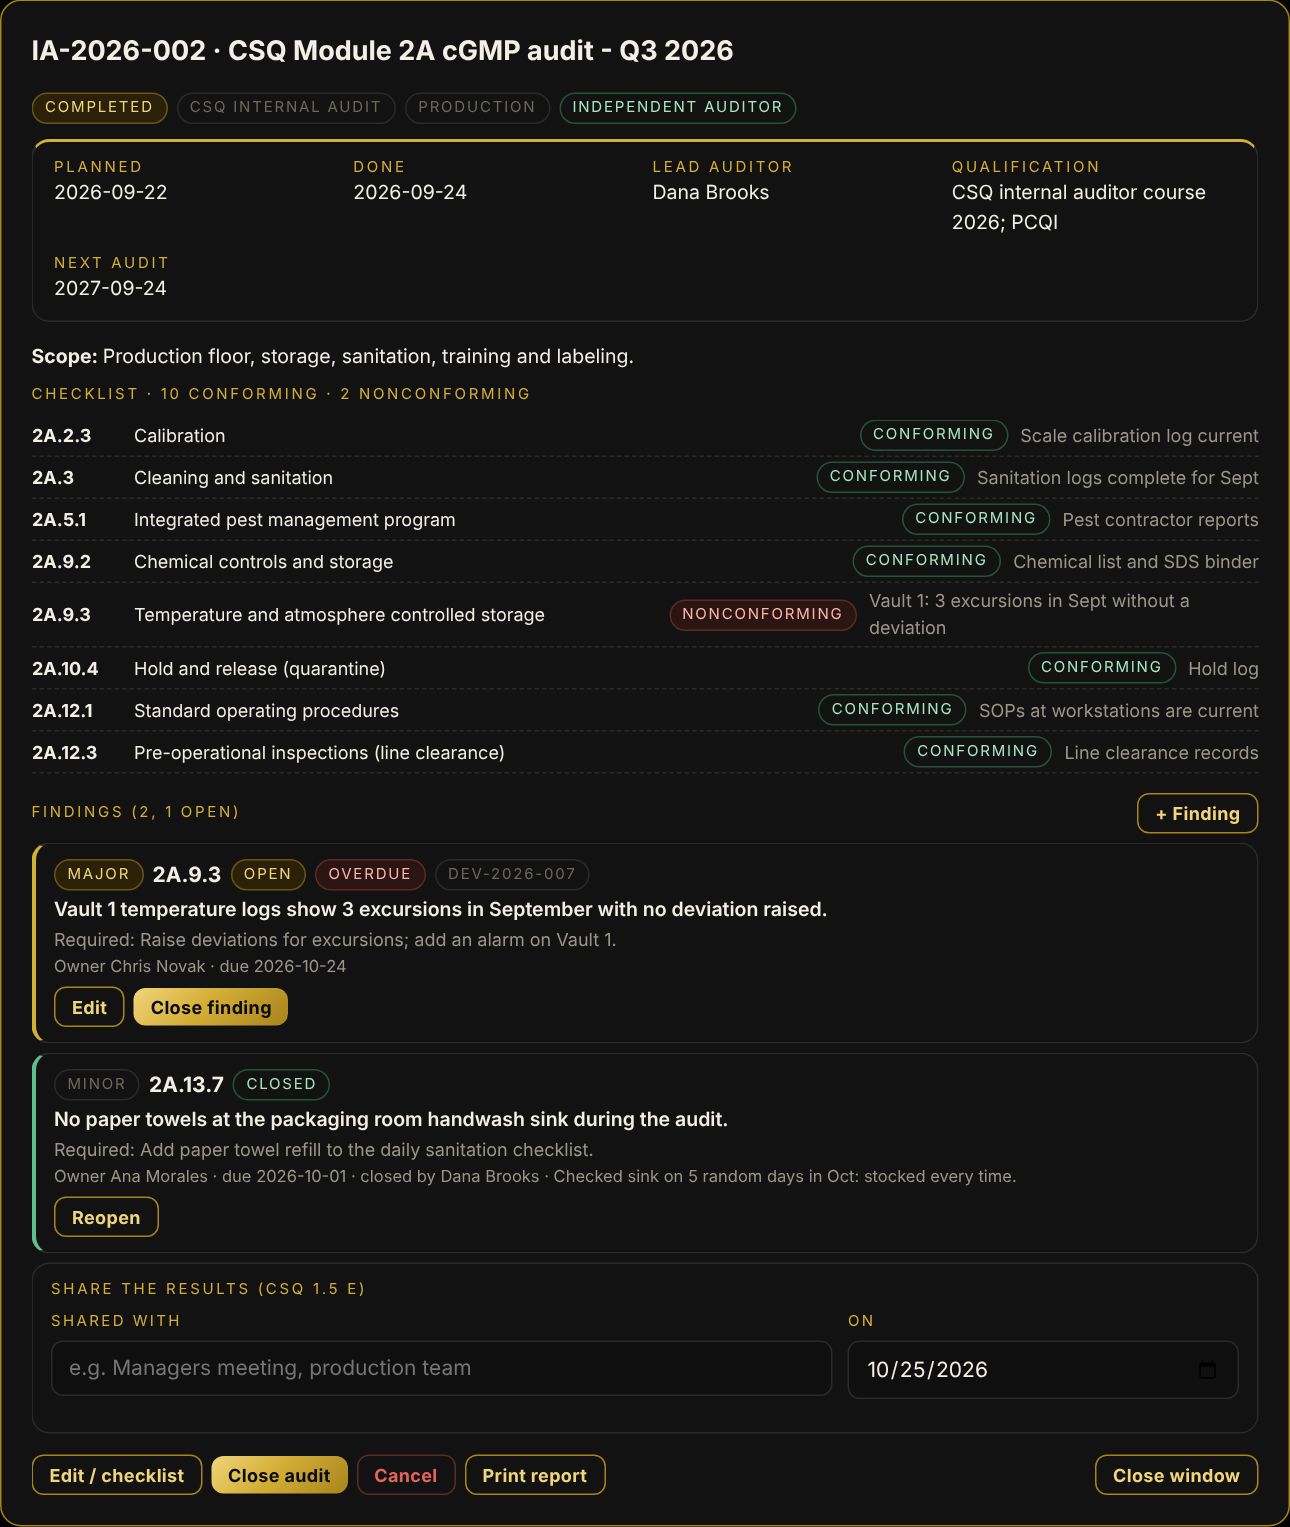 IA-2026-002 · CSQ Module 2A cGMP audit - Q3 2026
COMPLETED CSQ INTERNAL AUDIT PRODUCTION INDEPENDENT AUDITOR
PLANNED DONE LEAD AUDITOR QUALIFICATION
2026-09-22 2026-09-24 Dana Brooks CSQ internal auditor course
2026; PCQI
NEXT AUDIT
2027-09-24
Scope: Production floor, storage, sanitation, training and labeling.
CHECKLIST · 10 CONFORMING · 2 NONCONFORMING
2A.2.3 Calibration CONFORMING Scale calibration log current
2A.3 Cleaning and sanitation CONFORMING Sanitation logs complete for Sept
2A.5.1 Integrated pest management program CONFORMING Pest contractor reports
2A.9.2 Chemical controls and storage CONFORMING Chemical list and SDS binder
2A.9.3 Temperature and atmosphere controlled storage NONCONFORMING Vault 1: 3 excursions in Sept without a
deviation
2A.10.4 Hold and release (quarantine) CONFORMING Hold log
2A.12.1 Standard operating procedures CONFORMING SOPs at workstations are current
2A.12.3 Pre-operational inspections (line clearance) CONFORMING Line clearance records
FINDINGS (2, 1 OPEN) + Finding
MAJOR 2A.9.3 OPEN OVERDUE DEV-2026-007
Vault 1 temperature logs show 3 excursions in September with no deviation raised.
Required: Raise deviations for excursions; add an alarm on Vault 1.
Owner Chris Novak · due 2026-10-24
Edit Close finding
MINOR 2A.13.7 CLOSED
No paper towels at the packaging room handwash sink during the audit.
Required: Add paper towel refill to the daily sanitation checklist.
Owner Ana Morales · due 2026-10-01 · closed by Dana Brooks · Checked sink on 5 random days in Oct: stocked every time.
Reopen
SHARE THE RESULTS (CSQ 1.5 E)
SHARED WITH ON
e.g. Managers meeting, production team 10/25/2026
Edit / checklist Close audit Cancel Print report Close window